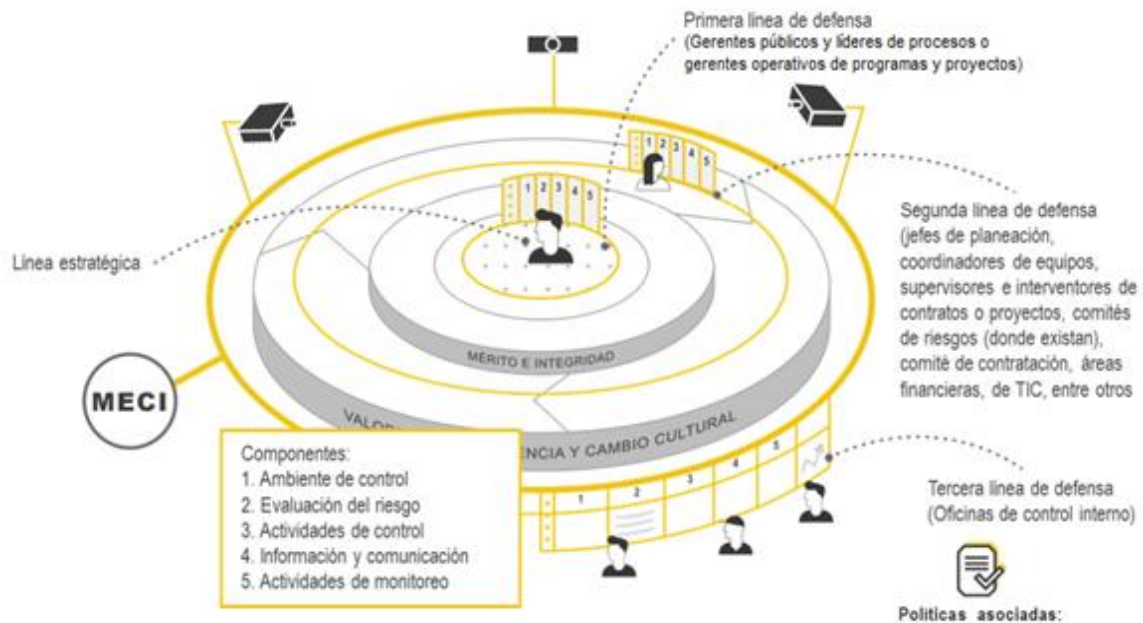 Primera línea de defensa
(Gerentes públicos y líderes de procesos o
gerentes operativos de programas y proyectos)
1 2 3 4 5
1 2 3 4 5
Línea estratégica
Segunda línea de defensa
(jefes de planeación,
coordinadores de equipos,
supervisores e interventores de
contratos o proyectos, comités
de riesgos (donde existan),
comité de contratación, áreas
financieras, de TIC, entre otros
MÉRITO E INTEGRIDAD
MECI
VALOR
ENCIA Y CAMBIO CULTURAL
Componentes:
1. Ambiente de control
2. Evaluación del riesgo
3. Actividades de control
4. Información y comunicación
5. Actividades de monitoreo
1 2 3 4 5
Tercera línea de defensa
(Oficinas de control interno)
Políticas asociadas: